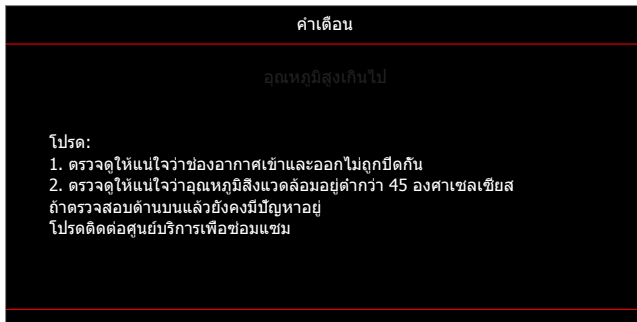 คำเตือน
อุณหภูมิสูงเกินไป
โปรด:
1. ตรวจดูให้แน่ใจว่าช่องอากาศเข้าและออกไม่ถูกปิดกั้น
2. ตรวจดูให้แน่ใจว่าอุณหภูมิสิ่งแวดล้อมอยู่ต่ำกว่า 45 องศาเซลเซียส
ถ้าตรวจสอบด้านบนแล้วยังคงมีปัญหาอยู่
โปรดติดต่อศูนย์บริการเพื่อซ่อมแซม